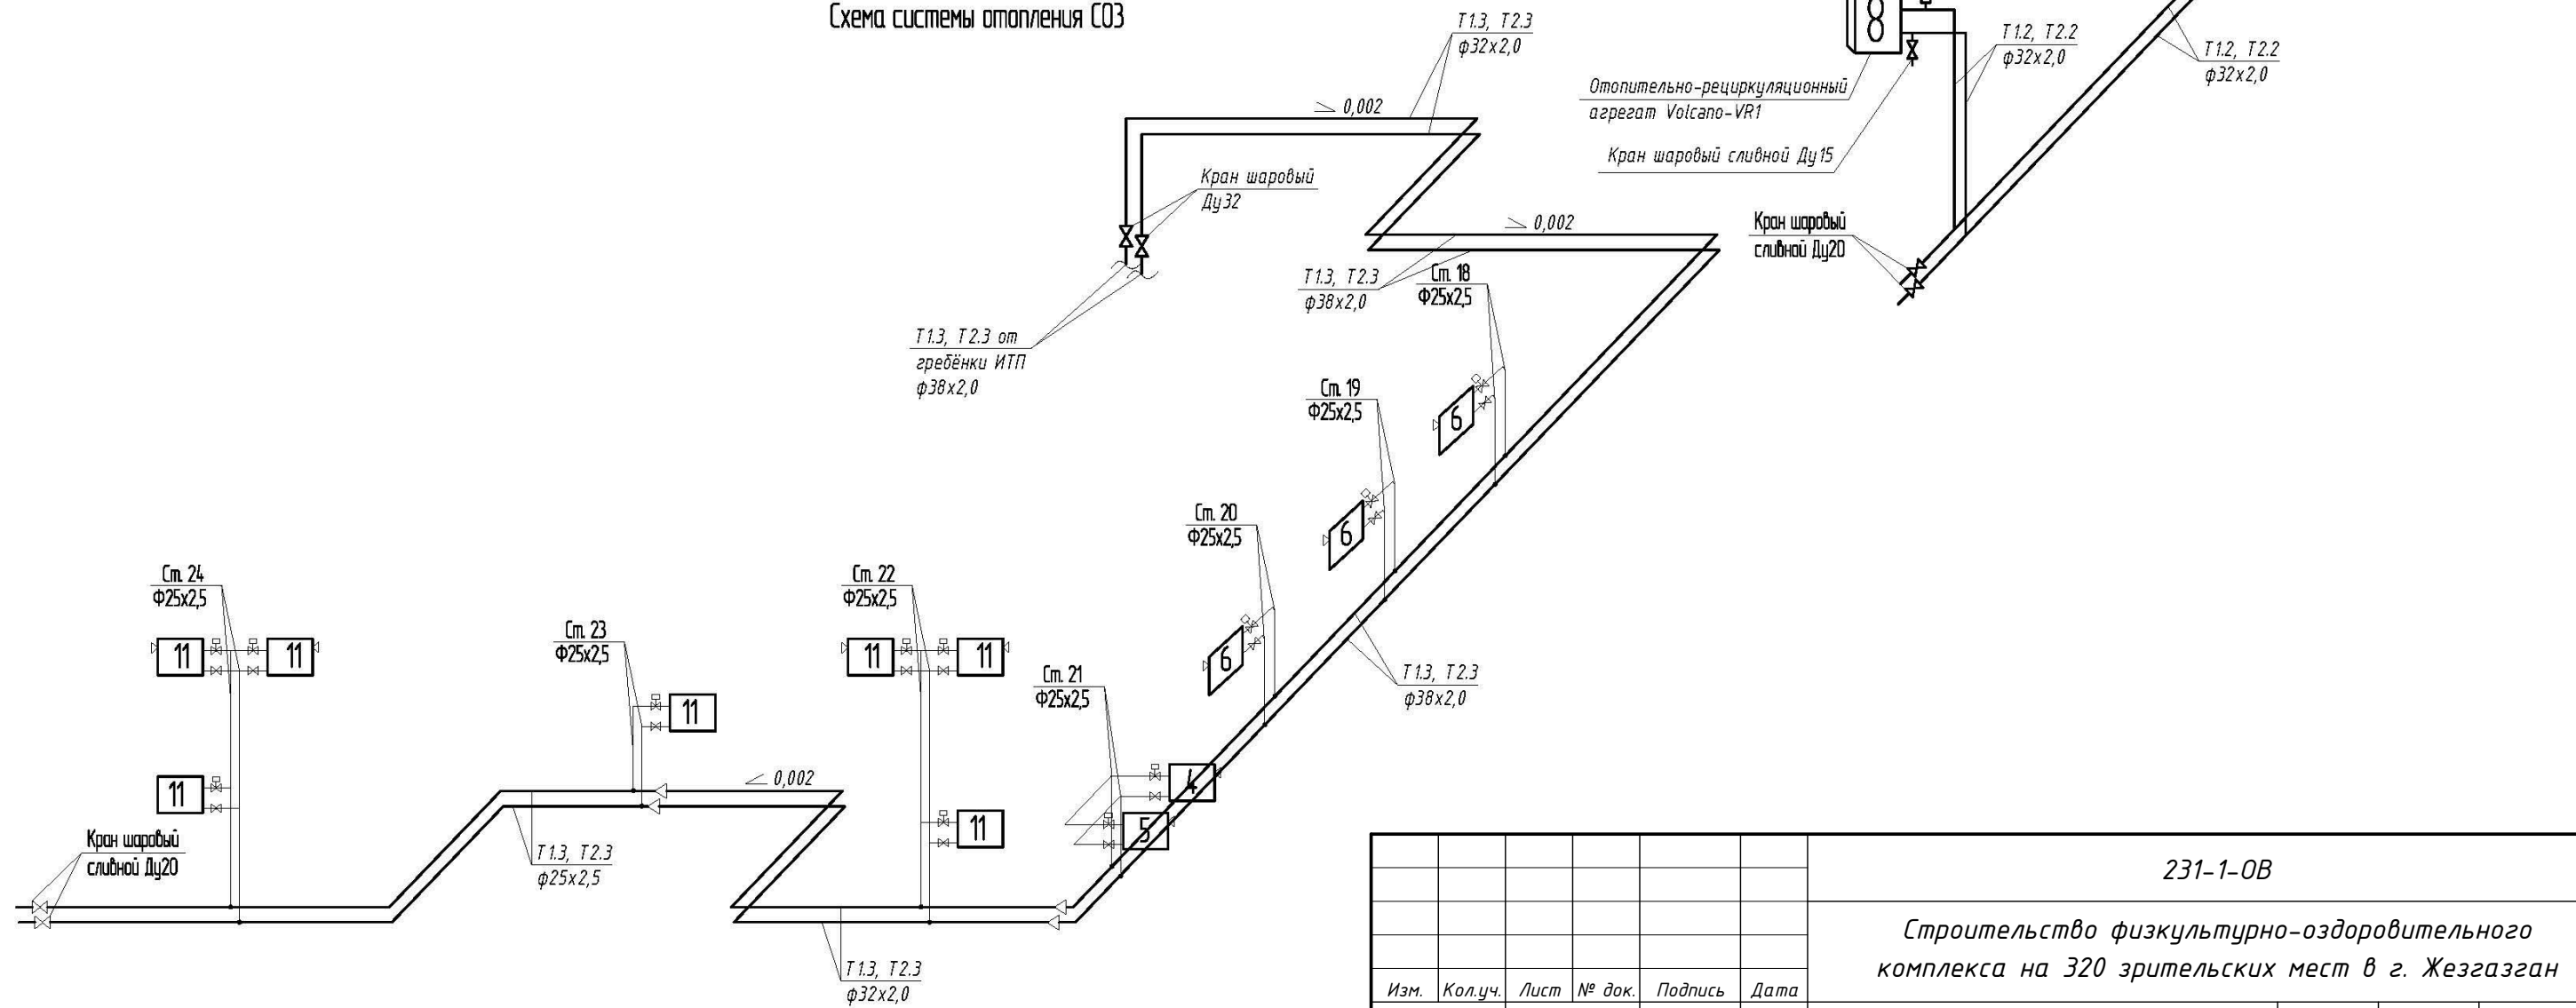 Схема системы отопления СО3
Т1.3, Т2.3
ф32х2,0
0,002
Кран шаровый
Ду32
Т1.3, Т2.3 от
гребёнки ИТП
ф38х2,0
0,002
Т1.3, Т2.3
ф38х2,0
Ст. 18
Ф25х2,5
6
Ст. 19
Ф25х2,5
6
Ст. 20
Ф25х2,5
6
Т1.3, Т2.3
ф38х2,0
Ст. 21
Ф25х2,5
4
5
Ст. 22
Ф25х2,5
11
11
11
Т1.3, Т2.3
ф32х2,0
0,002
Ст. 23
Ф25х2,5
11
Т1.3, Т2.3
ф25х2,5
Ст. 24
Ф25х2,5
11
11
11
Кран шаровый
сливной Ду20
Т1.2, Т2.2
ф32х2,0
Т1.2, Т2.2
ф32х2,0
Отопительно-рециркуляционный
агрегат Volcano-VR1
Кран шаровый сливной Ду15
Кран шаровый
сливной Ду20
231-1-ОВ
Строительство физкультурно-оздоровительного
комплекса на 320 зрительских мест в г. Жезгазган
Изм. Кол.уч. Лист № док. Подпись Дата